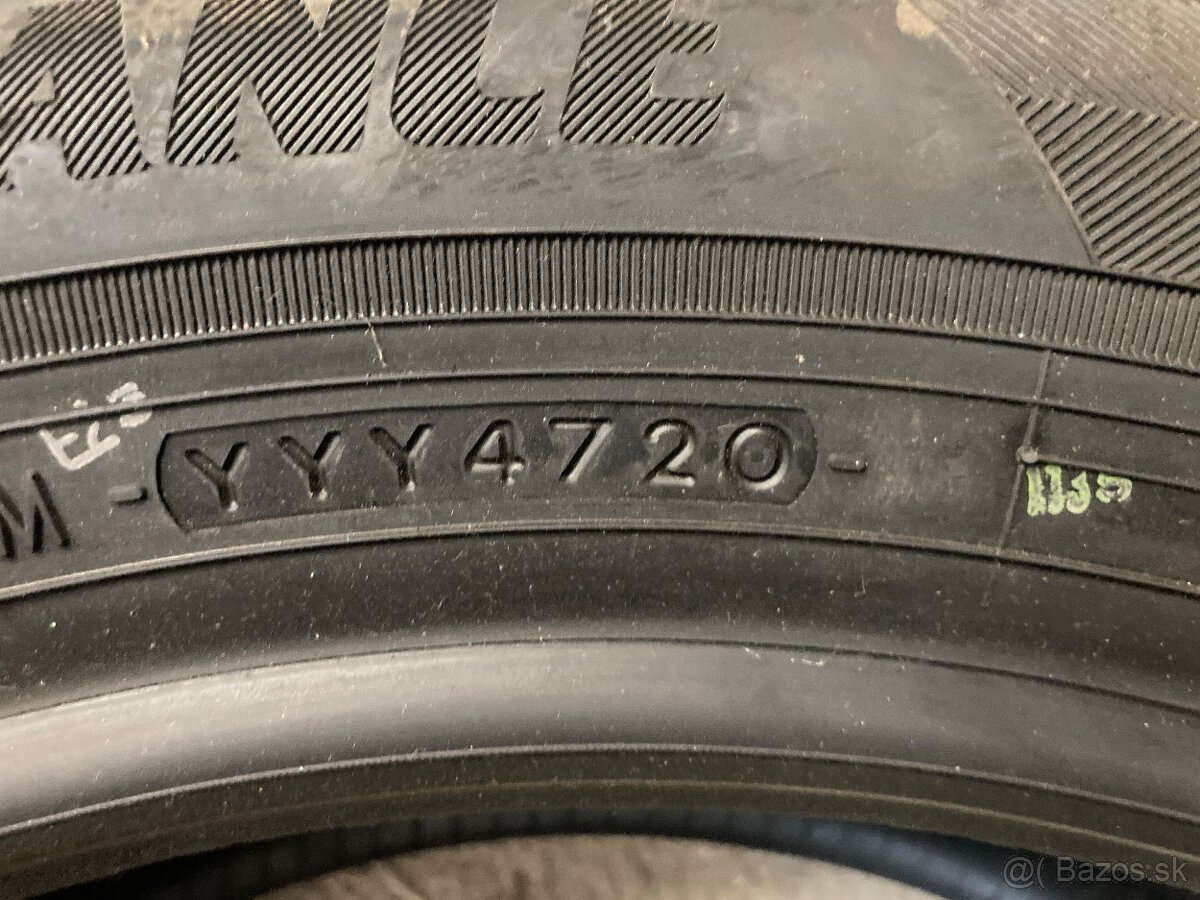 ANCE
M - YYY4720 -
@( Bazos.sk